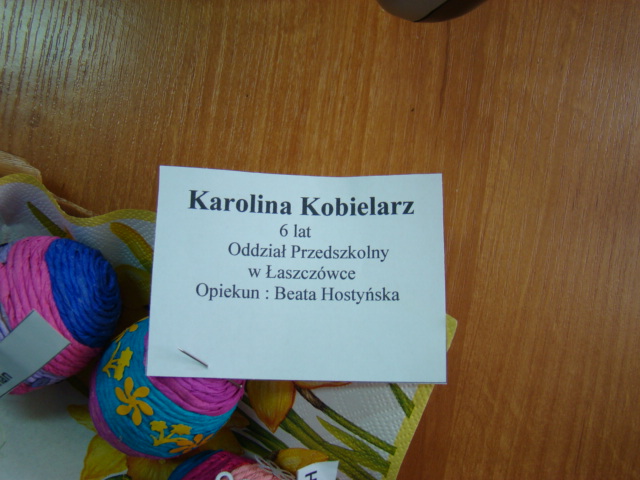 Karolina Kobielarz
6 lat
Oddział Przedszkolny
w Łaszczówce
Opiekun : Beata Hostyńska